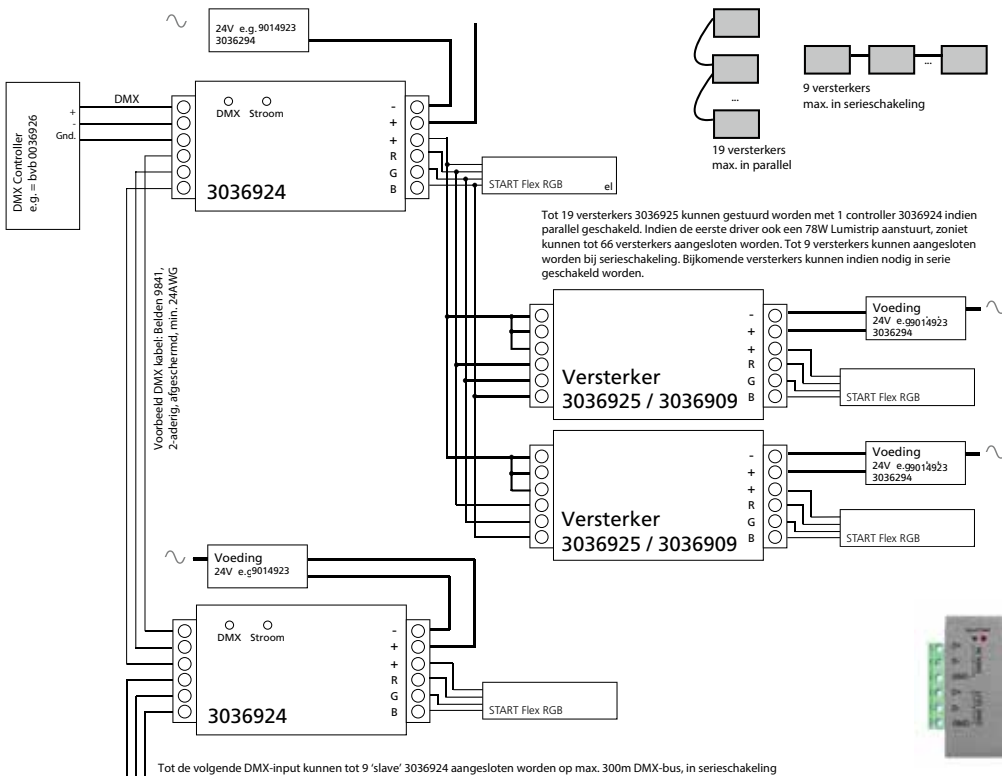 24V e.g. 9014923
3036294
DMX
DMX Controller
e.g. = bvb 0036926
+
-
Gnd.
DMX Stroom
3036924
-
+
+
R
G
B
START Flex RGB
el
...
19 versterkers
max. in parallel
...
9 versterkers
max. in serieschakeling
Tot 19 versterkers 3036925 kunnen gestuurd worden met 1 controller 3036924 indien
parallel geschakeld. Indien de eerste driver ook een 78W Lumistrip aanstuurt, zoniet
kunnen tot 66 versterkers aangesloten worden. Tot 9 versterkers kunnen aangesloten
worden bij serieschakeling. Bijkomende versterkers kunnen indien nodig in serie
geschakeld worden.
Voorbeeld DMX kabel: Belden 9841,
2-aderig, afgeschermd, min. 24AWG
Versterker
3036925 / 3036909
-
+
+
R
G
B
Voeding
24V e.g 9014923
3036294
START Flex RGB
Versterker
3036925 / 3036909
-
+
+
R
G
B
Voeding
24V e.g 9014923
3036294
START Flex RGB
Voeding
24V e.g 9014923
DMX Stroom
3036924
-
+
+
R
G
B
START Flex RGB
Tot de volgende DMX-input kunnen tot 9 ‘slave’ 3036924 aangesloten worden op max. 300m DMX-bus, in serieschakeling